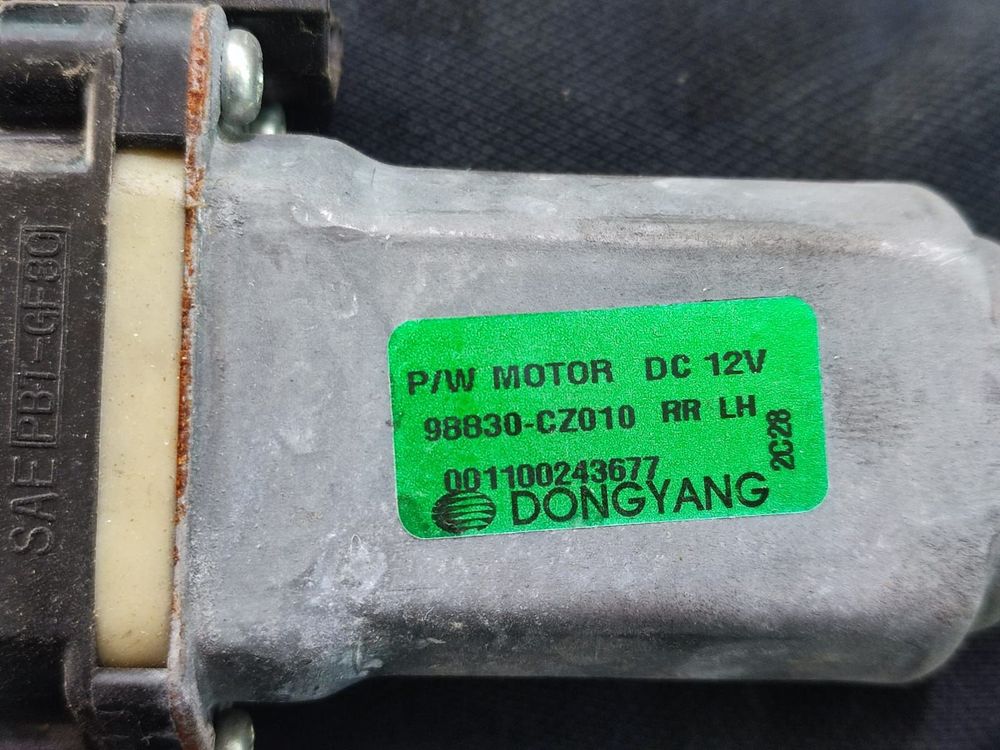 P/W MOTOR DC 12V
98830-CZ010 RR LH
001100243677
2C28
DONGYANG
SAE PBT-GF30